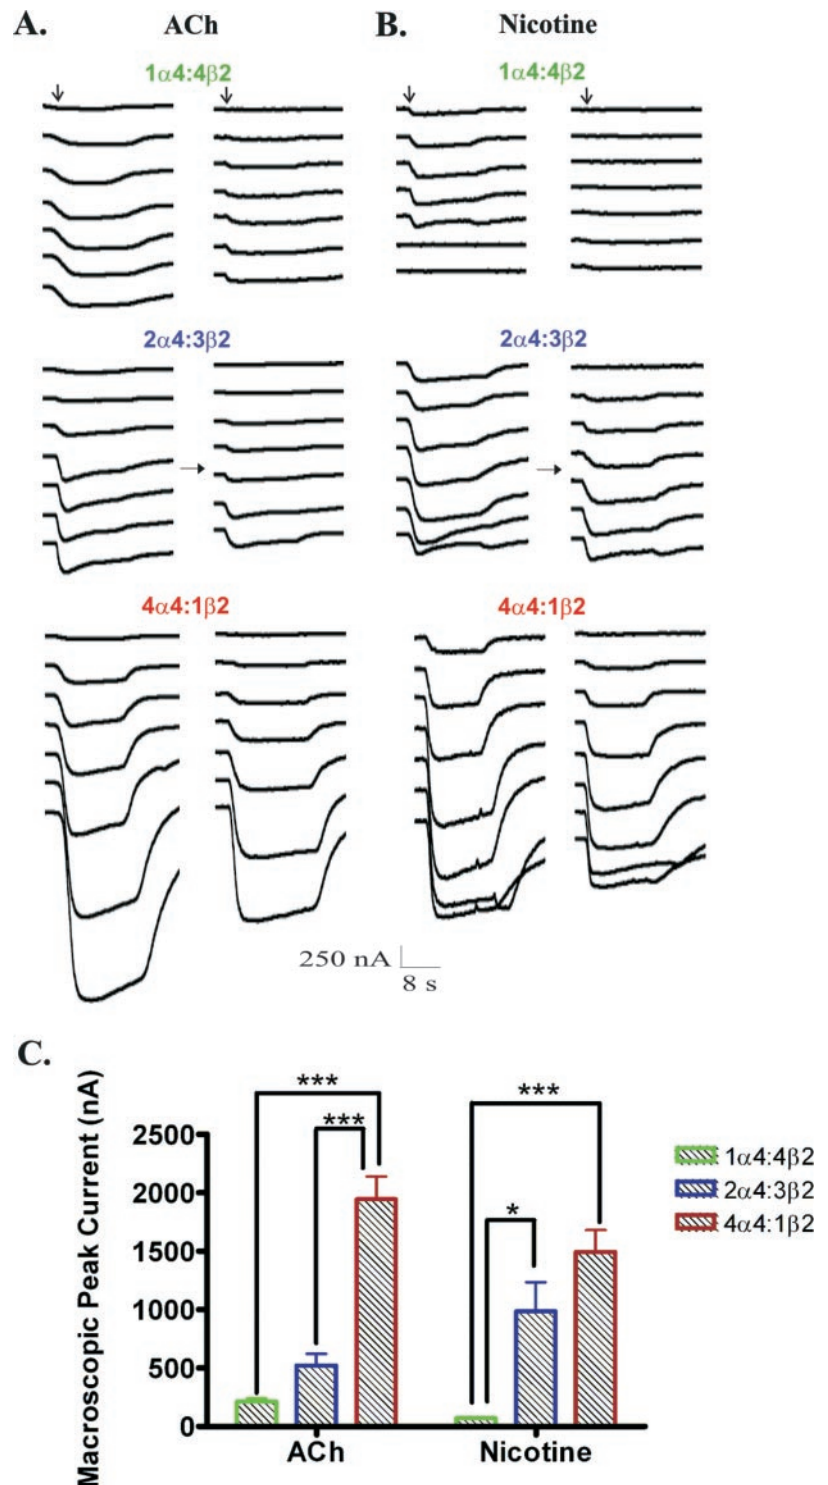 A. ACh B. Nicotine
1α4:4β2 1α4:4β2
2α4:3β2 2α4:3β2
4α4:1β2 4α4:1β2
250 nA
8 s
C.
Macroscopic Peak Current (nA)
*** ***
***
*
2500
2000
1500
1000
500
0
ACh Nicotine
1α4:4β2
2α4:3β2
4α4:1β2